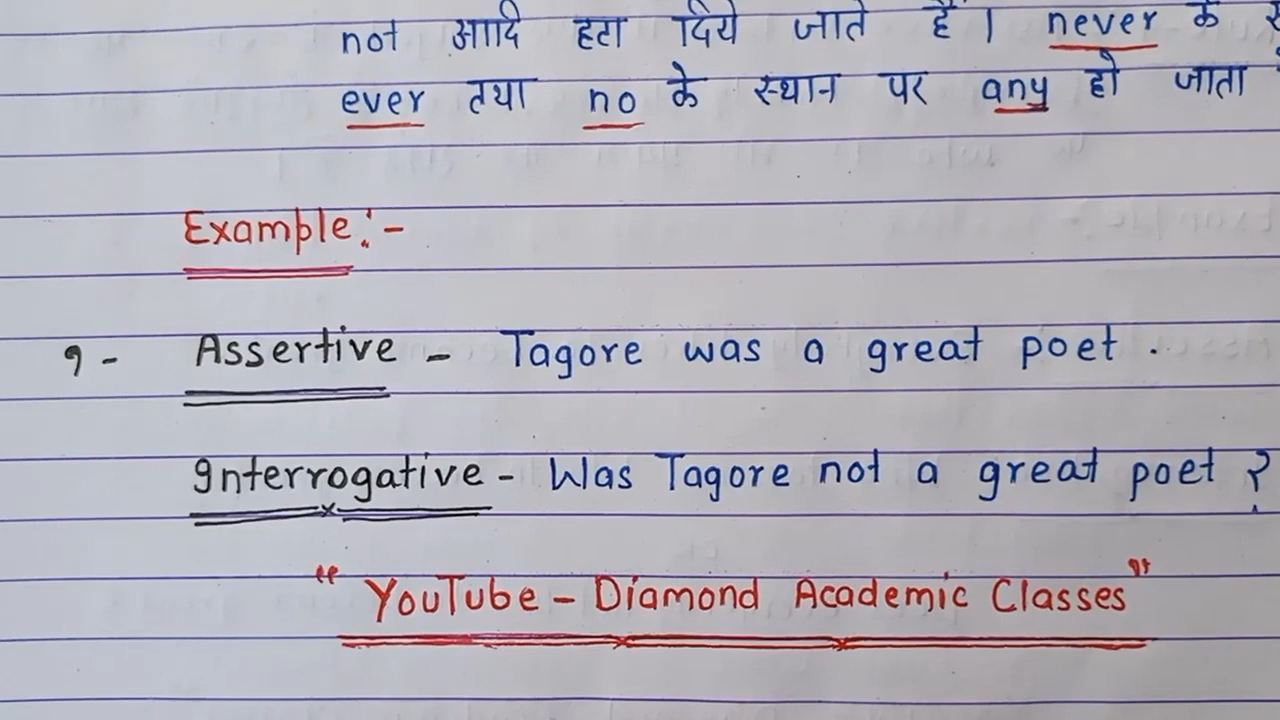 not आदि हटा दिये जाते हैं । never के
ever तथा no के स्थान पर any हो जाता
Example :-
१ - Assertive - Tagore was a great poet .
Interrogative - Was Tagore not a great poet ?
" YouTube - Diamond Academic Classes "